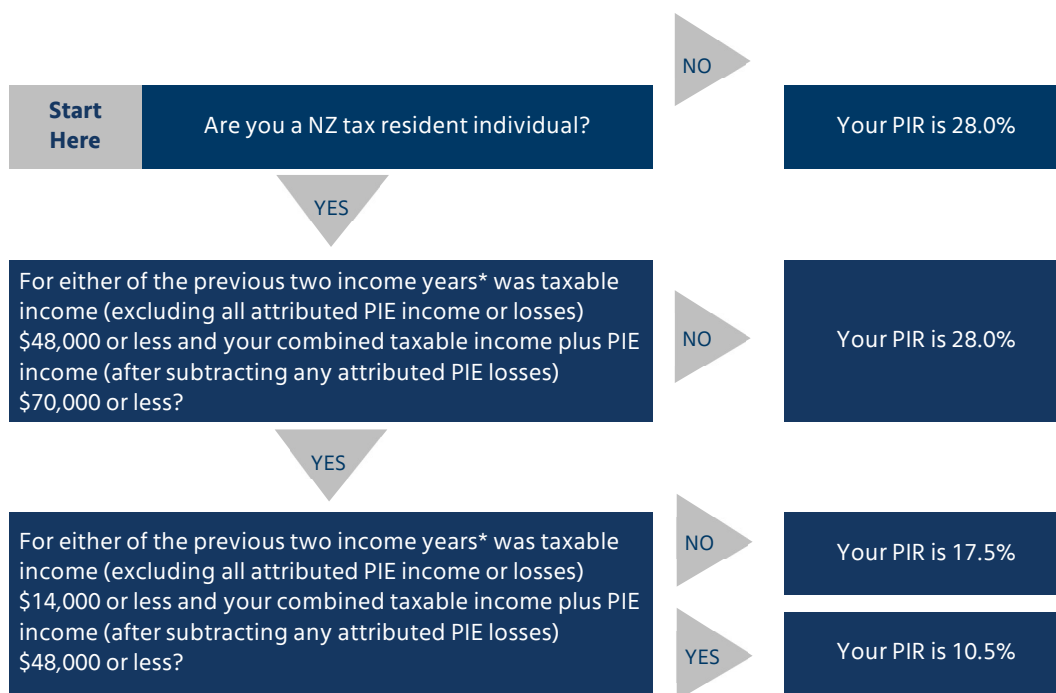 NO
Start
Here
Are you a NZ tax resident individual?
Your PIR is 28.0%
YES
For either of the previous two income years* was taxable
income (excluding all attributed PIE income or losses)
$48,000 or less and your combined taxable income plus PIE
income (after subtracting any attributed PIE losses)
$70,000 or less?
NO
Your PIR is 28.0%
YES
For either of the previous two income years* was taxable
income (excluding all attributed PIE income or losses)
$14,000 or less and your combined taxable income plus PIE
income (after subtracting any attributed PIE losses)
$48,000 or less?
NO
Your PIR is 17.5%
YES
Your PIR is 10.5%